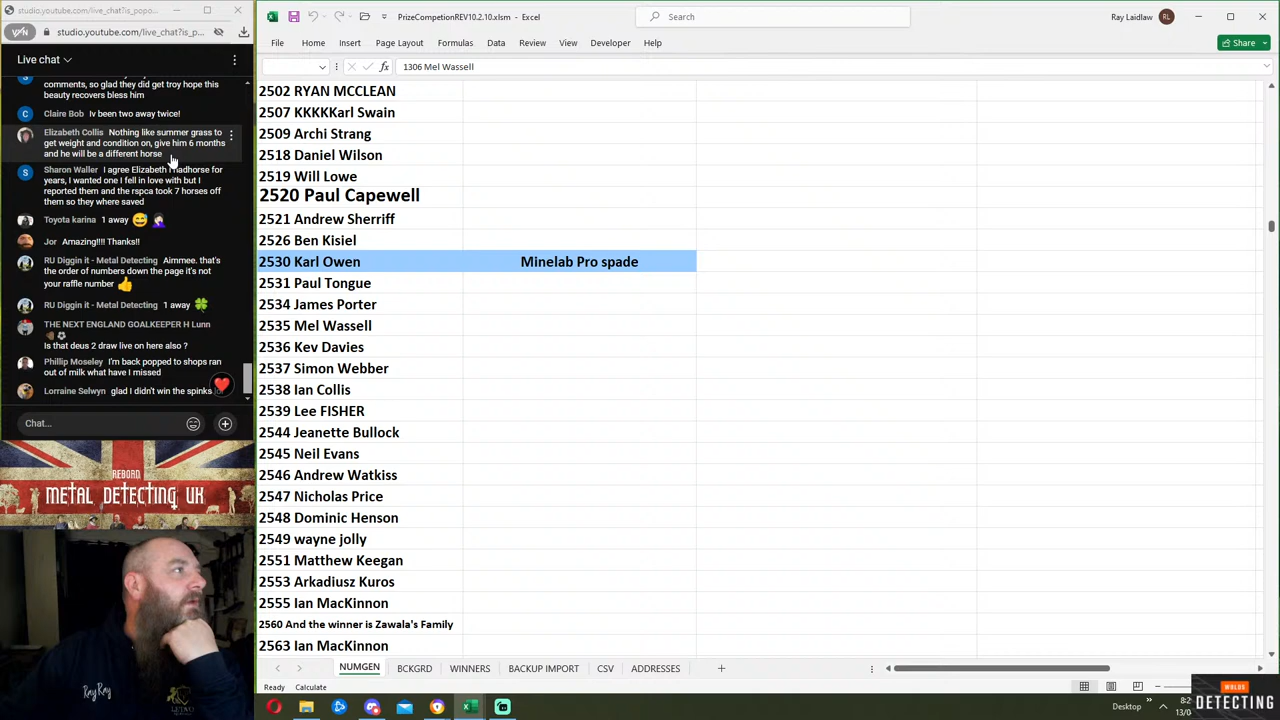 studio.youtube.com/live_chat?is_popo...
studio.youtube.com/live_chat?is_p...
Live chat
comments, so glad they did get troy hope this
beauty recovers bless him
C Claire Bob Iv been two away twice!
Elizabeth Collis Nothing like summer grass to
get weight and condition on, give him 6 months
and he will be a different horse
S Sharon Waller I agree Elizabeth I hadhorse for
years, I wanted one I fell in love with but I
reported them and the rspca took 7 horses off
them so they where saved
Toyota karina 1 away 😅 🤦🏻‍♀️
Jor Amazing!!!! Thanks!!
RU Diggin it - Metal Detecting Aimmee. that's
the order of numbers down the page it's not
your raffle number 👍
RU Diggin it - Metal Detecting 1 away 🍀
THE NEXT ENGLAND GOALKEEPER H Lunn
Is that deus 2 draw live on here also ?
Phillip Moseley I'm back popped to shops ran
out of milk what have I missed
Lorraine Selwyn glad I didn't win the spinks
Chat...
REBORN
METAL DETECTING UK
Ray Ray
PrizeCompetionREV10.2.10.xlsm - Excel
Search
Ray Laidlaw RL
File Home Insert Page Layout Formulas Data Review View Developer Help
Share
fx 1306 Mel Wassell
2502 RYAN MCCLEAN
2507 KKKKKarl Swain
2509 Archi Strang
2518 Daniel Wilson
2519 Will Lowe
2520 Paul Capewell
2521 Andrew Sherriff
2526 Ben Kisiel
2530 Karl Owen Minelab Pro spade
2531 Paul Tongue
2534 James Porter
2535 Mel Wassell
2536 Kev Davies
2537 Simon Webber
2538 Ian Collis
2539 Lee FISHER
2544 Jeanette Bullock
2545 Neil Evans
2546 Andrew Watkiss
2547 Nicholas Price
2548 Dominic Henson
2549 wayne jolly
2551 Matthew Keegan
2553 Arkadiusz Kuros
2555 Ian MacKinnon
2560 And the winner is Zawala's Family
2563 Ian MacKinnon
NUMGEN BCKGRD WINNERS BACKUP IMPORT CSV ADDRESSES
Ready Calculate
Desktop
DETECTING